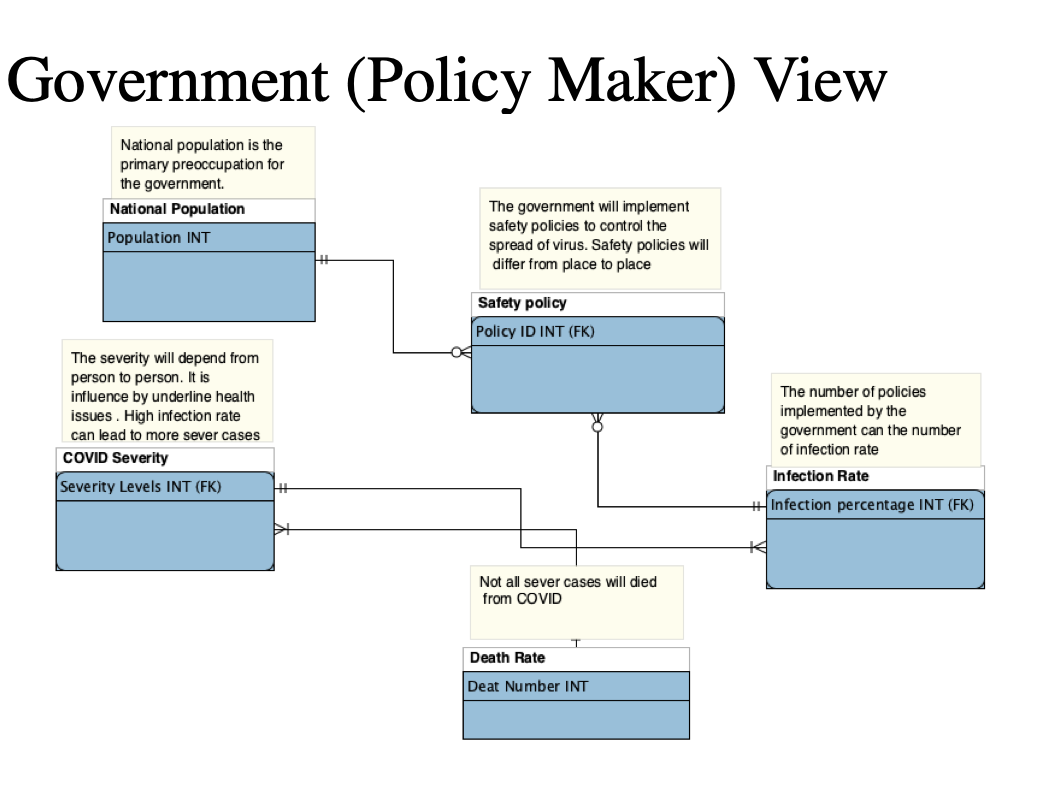 Government (Policy Maker) View
National population is the
primary preoccupation for
the government.
National Population
Population INT
The government will implement
safety policies to control the
spread of virus. Safety policies will
differ from place to place
Safety policy
Policy ID INT (FK)
The severity will depend from
person to person. It is
influence by underline health
issues . High infection rate
can lead to more sever cases
COVID Severity
Severity Levels INT (FK)
The number of policies
implemented by the
government can the number
of infection rate
Infection Rate
Infection percentage INT (FK)
Not all sever cases will died
from COVID
Death Rate
Deat Number INT